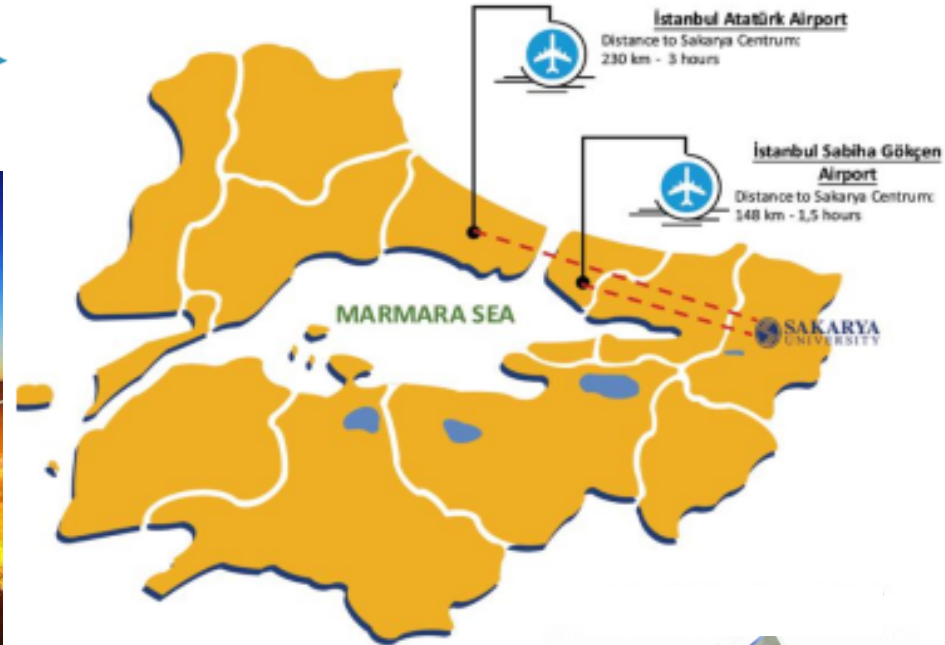 İstanbul Atatürk Airport
Distance to Sakarya Centrum:
230 km - 3 hours
İstanbul Sabiha Gökçen
Airport
Distance to Sakarya Centrum:
148 km - 1,5 hours
MARMARA SEA
SAKARYA
UNIVERSITY